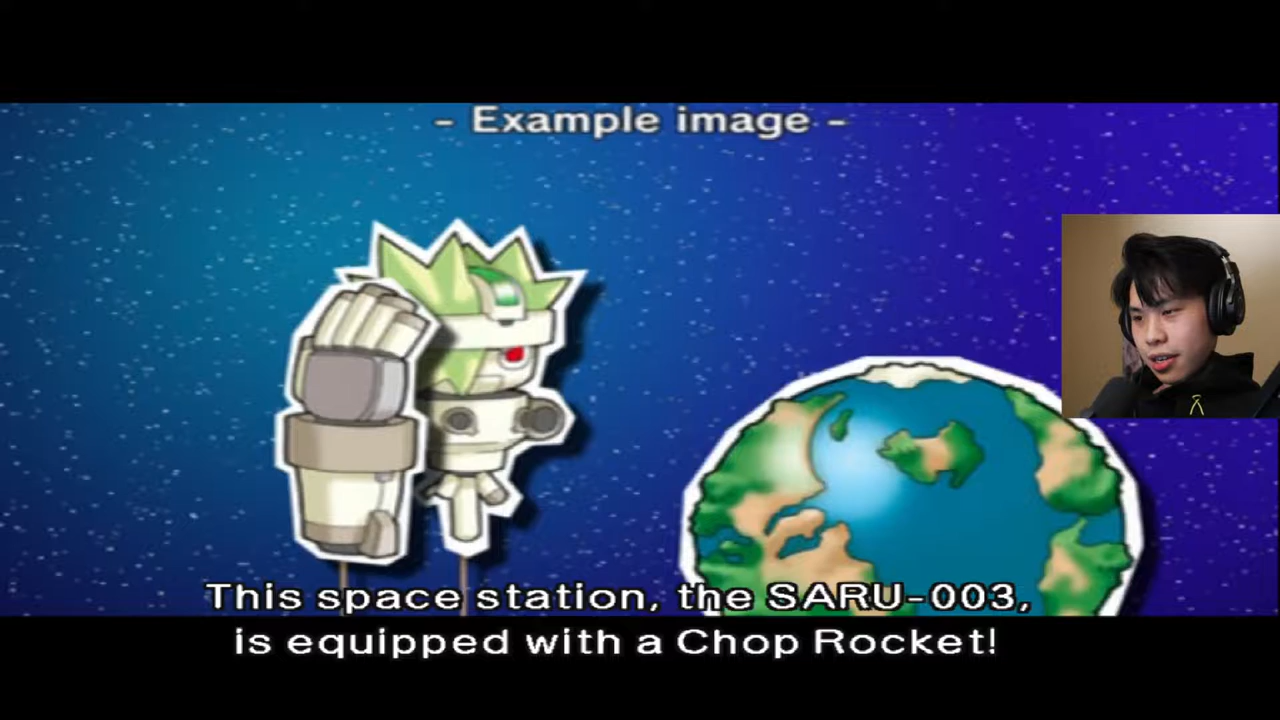 - Example image -
This space station, the SARU-003,
is equipped with a Chop Rocket!